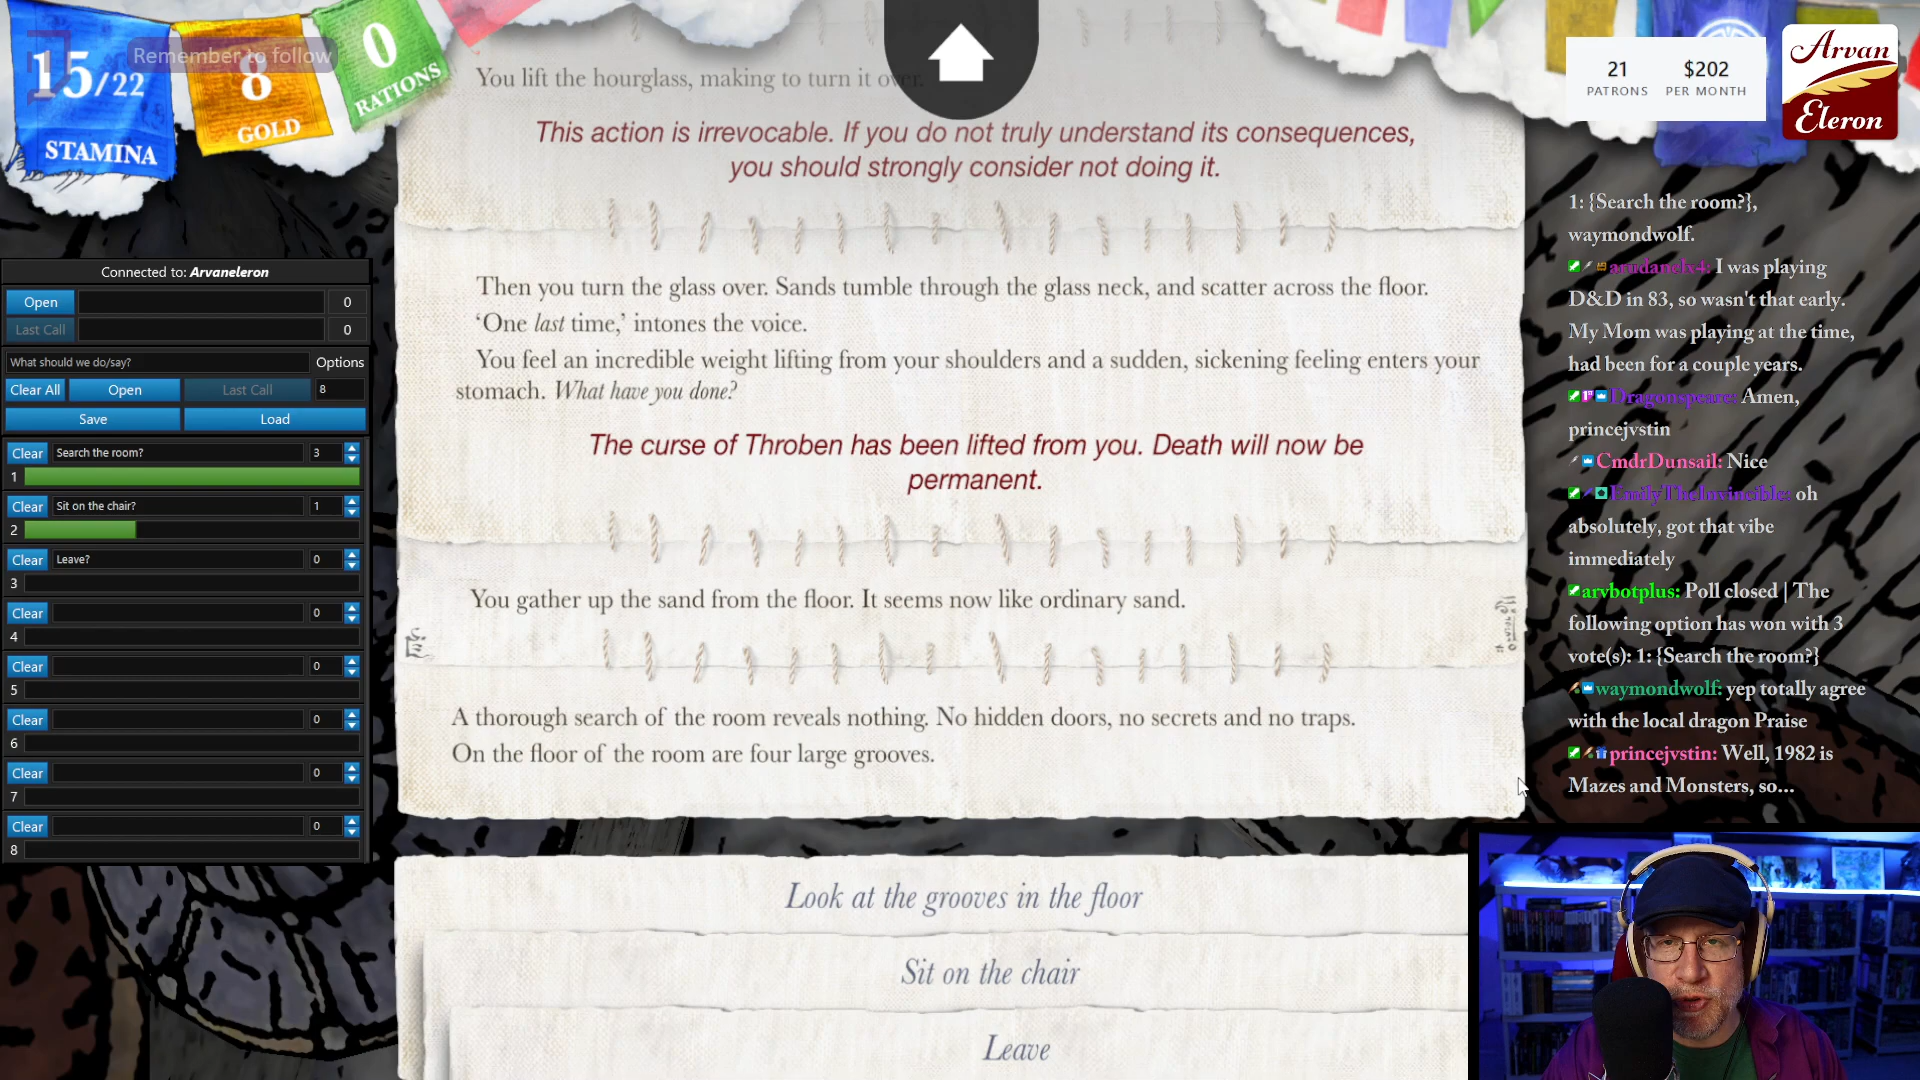 15/22
STAMINA
Remember to follow
8
GOLD
0
RATIONS
You lift the hourglass, making to turn it over.
This action is irrevocable. If you do not truly understand its consequences,
you should strongly consider not doing it.
Then you turn the glass over. Sands tumble through the glass neck, and scatter across the floor.
‘One last time,’ intones the voice.
You feel an incredible weight lifting from your shoulders and a sudden, sickening feeling enters your
stomach. What have you done?
The curse of Throben has been lifted from you. Death will now be
permanent.
You gather up the sand from the floor. It seems now like ordinary sand.
A thorough search of the room reveals nothing. No hidden doors, no secrets and no traps.
On the floor of the room are four large grooves.
Look at the grooves in the floor
Sit on the chair
Leave
Connected to: Arvaneleron
Open 0
Last Call 0
What should we do/say? Options
Clear All Open Last Call 8
Save Load
Clear Search the room? 3
1
Clear Sit on the chair? 1
2
Clear Leave? 0
3
Clear 0
4
Clear 0
5
Clear 0
6
Clear 0
7
Clear 0
8
21 $202
PATRONS PER MONTH
Arvan
Eleron
1: {Search the room?},
waymondwolf.
arudanelx4: I was playing
D&D in 83, so wasn't that early.
My Mom was playing at the time,
had been for a couple years.
Dragonspeare: Amen,
princejvstin
CmdrDunsail: Nice
EmilyTheInvincible: oh
absolutely, got that vibe
immediately
arvbotplus: Poll closed | The
following option has won with 3
vote(s): 1: {Search the room?}
waymondwolf: yep totally agree
with the local dragon Praise
princejvstin: Well, 1982 is
Mazes and Monsters, so...